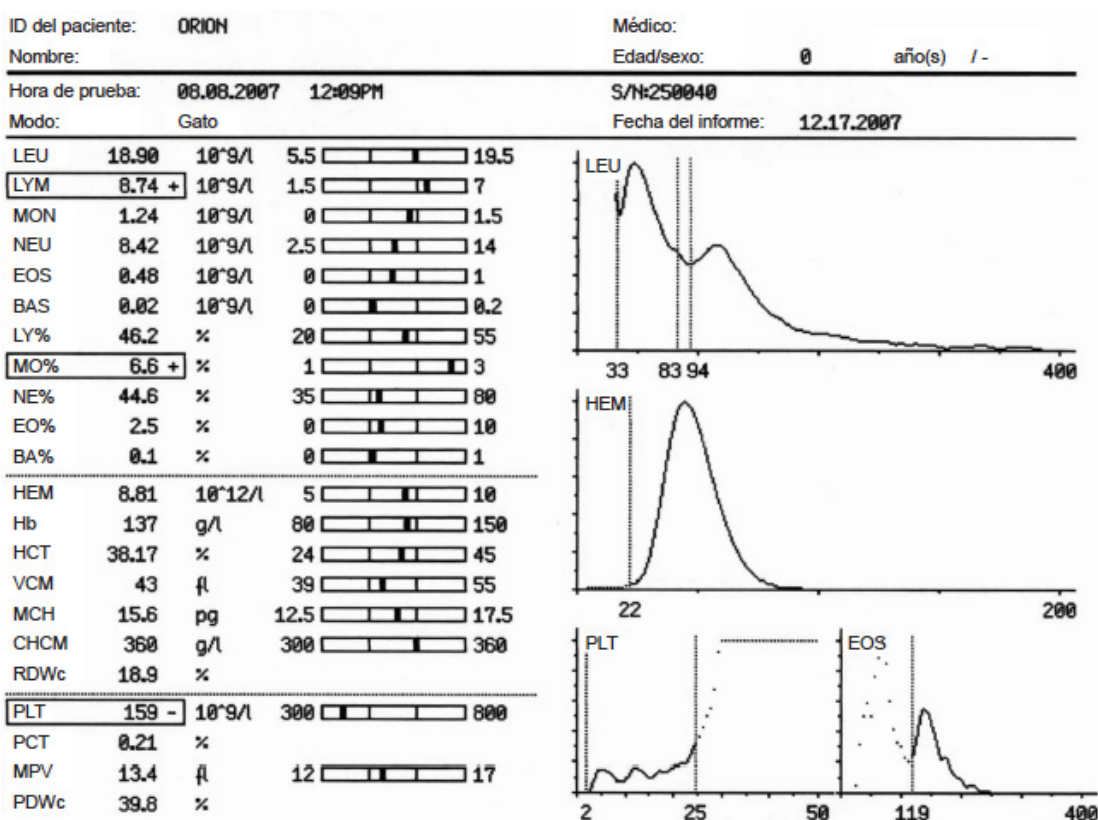 ID del paciente: ORION Médico:
Nombre: Edad/sexo: 0 año(s) / -
Hora de prueba: 08.08.2007 12:09PM S/N:250040
Modo: Gato Fecha del informe: 12.17.2007
LEU 18.90 10^9/l 5.5 19.5
LYM 8.74 + 10^9/l 1.5 7
MON 1.24 10^9/l 0 1.5
NEU 8.42 10^9/l 2.5 14
EOS 0.48 10^9/l 0 1
BAS 0.02 10^9/l 0 0.2
LY% 46.2 % 20 55
MO% 6.6 + % 1 3
NE% 44.6 % 35 80
EO% 2.5 % 0 10
BA% 0.1 % 0 1
HEM 8.81 10^12/l 5 10
Hb 137 g/l 80 150
HCT 38.17 % 24 45
VCM 43 fl 39 55
MCH 15.6 pg 12.5 17.5
CHCM 360 g/l 300 360
RDWc 18.9 %
PLT 159 - 10^9/l 300 800
PCT 0.21 %
MPV 13.4 fl 12 17
PDWc 39.8 %
LEU
33 83 94 400
HEM
22 200
PLT
2 25 50
EOS
119 400